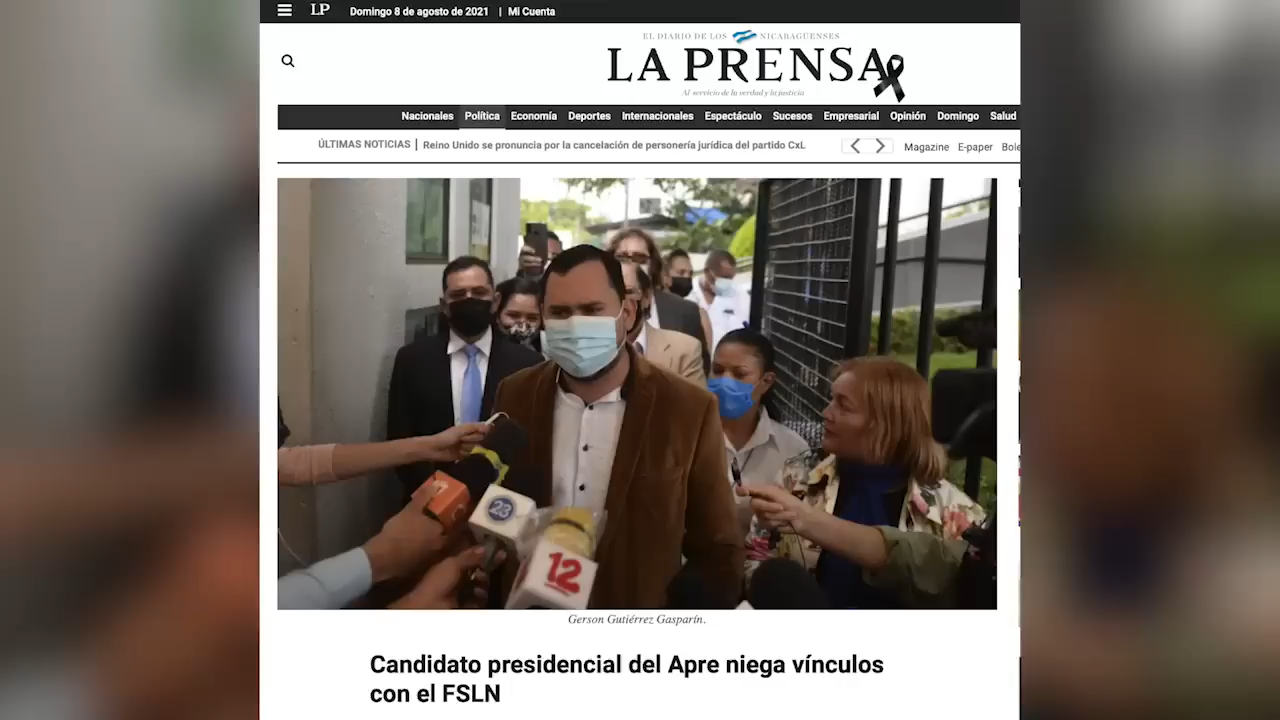 LP
Domingo 8 de agosto de 2021 | Mi Cuenta
EL DIARIO DE LOS NICARAGÜENSES
LA PRENSA
Al servicio de la verdad y la justicia
Nacionales Política Economía Deportes Internacionales Espectáculo Sucesos Empresarial Opinión Domingo Salud
ÚLTIMAS NOTICIAS | Reino Unido se pronuncia por la cancelación de personería jurídica del partido CxL
Magazine E-paper Bole
23
12
Gerson Gutiérrez Gasparín.
Candidato presidencial del Apre niega vínculos
con el FSLN